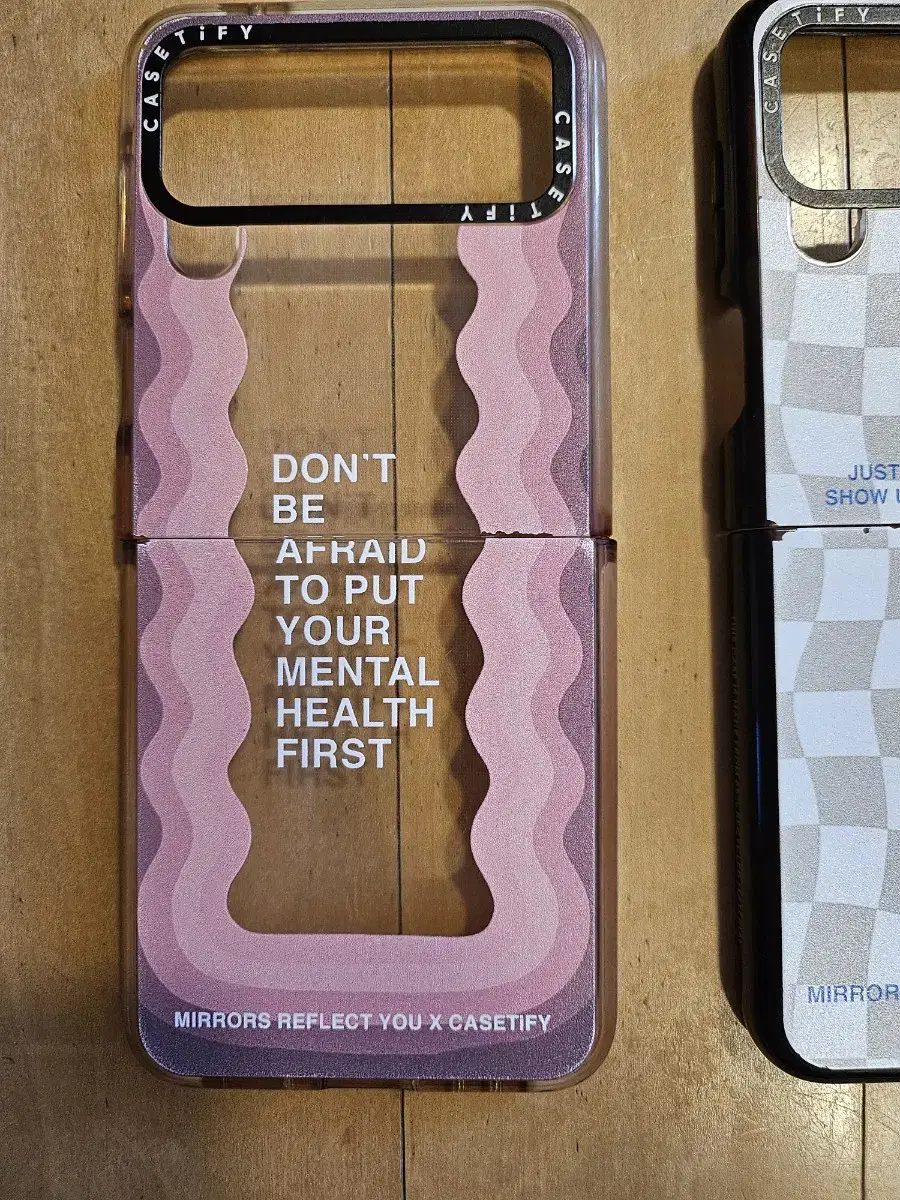 CASETiFY
CASETiFY
DON'T
BE
AFRAID
TO PUT
YOUR
MENTAL
HEALTH
FIRST
MIRRORS REFLECT YOU X CASETiFY
CASETiFY
JUST
SHOW
MIRROR